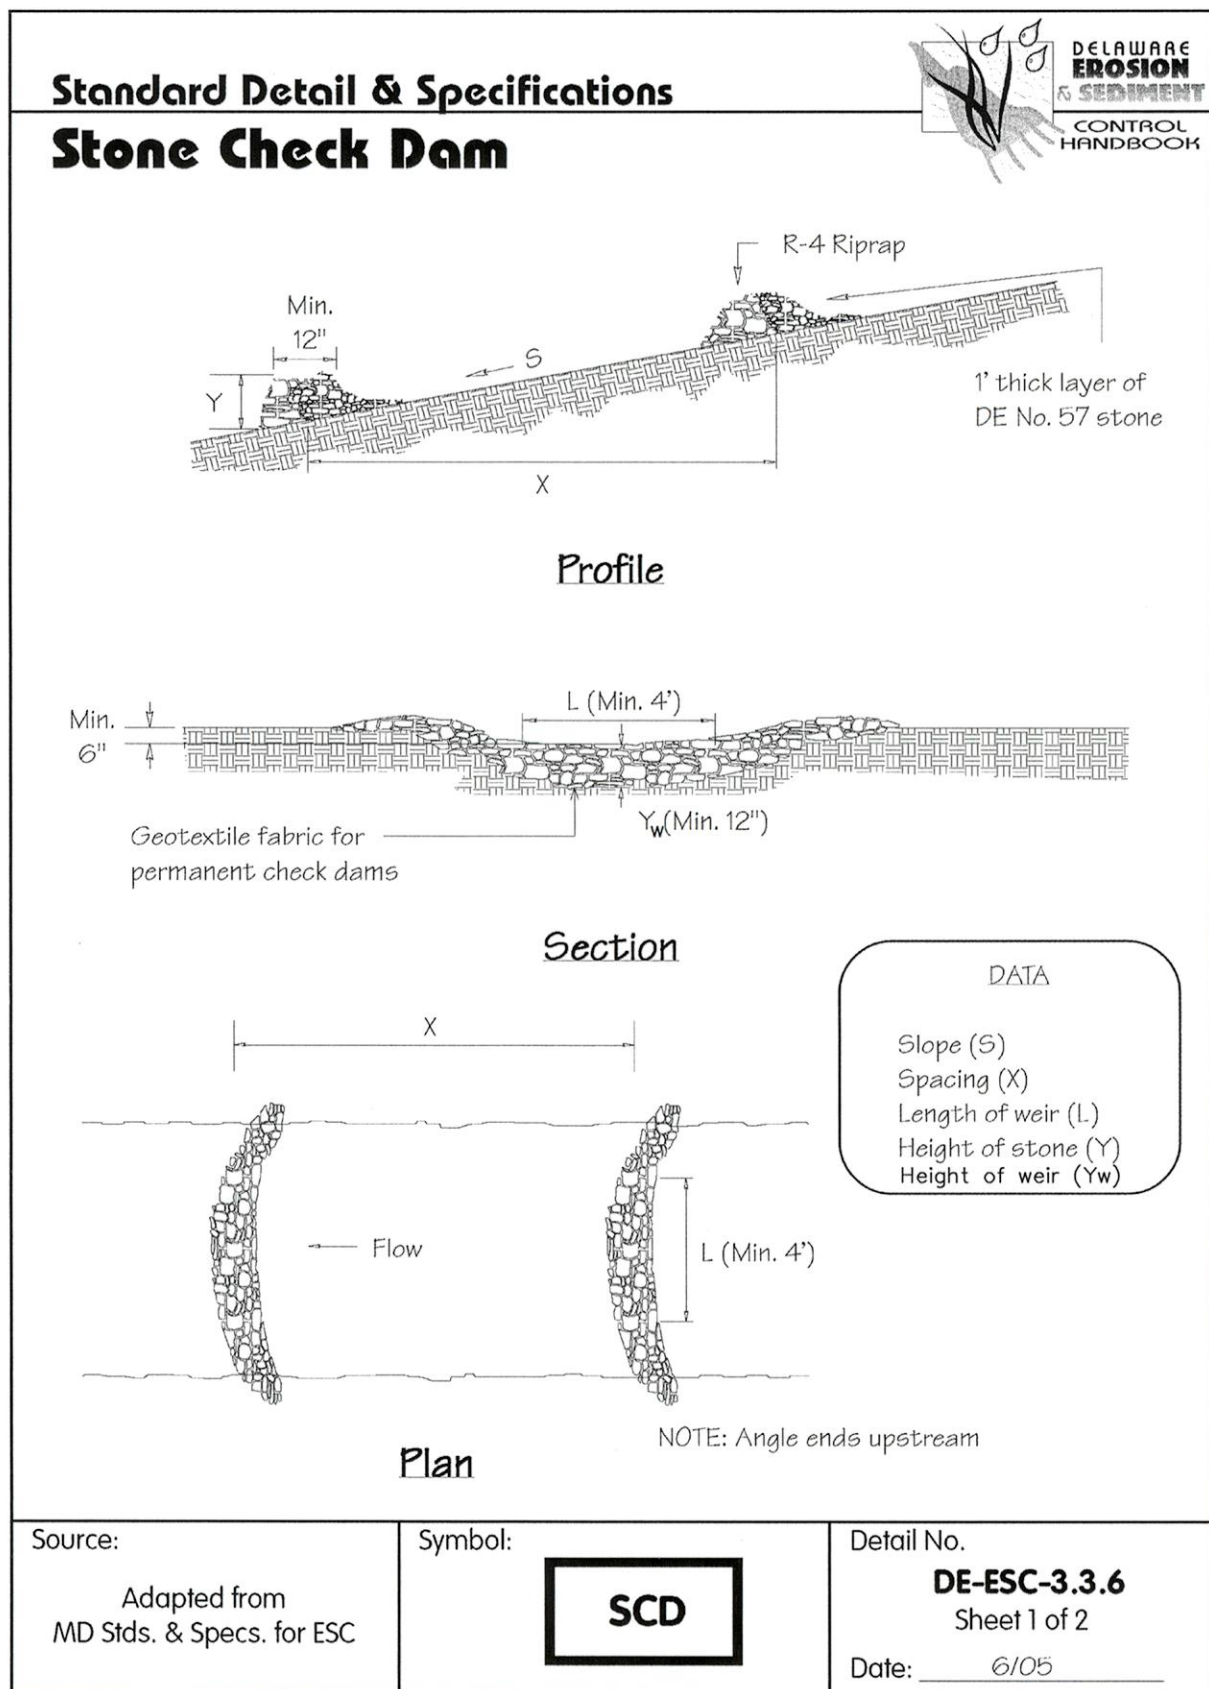 Standard Detail & Specifications
Stone Check Dam
DELAWARE
EROSION
& SEDIMENT
CONTROL
HANDBOOK
R-4 Riprap
Min.
12"
S
Y
1' thick layer of
DE No. 57 stone
X
Profile
L (Min. 4')
Min.
6"
Yw(Min. 12")
Geotextile fabric for
permanent check dams
Section
DATA
Slope (S)
Spacing (X)
Length of weir (L)
Height of stone (Y)
Height of weir (Yw)
X
Flow
L (Min. 4')
NOTE: Angle ends upstream
Plan
Source:
Adapted from
MD Stds. & Specs. for ESC
Symbol:
SCD
Detail No.
DE-ESC-3.3.6
Sheet 1 of 2
Date: 6/05